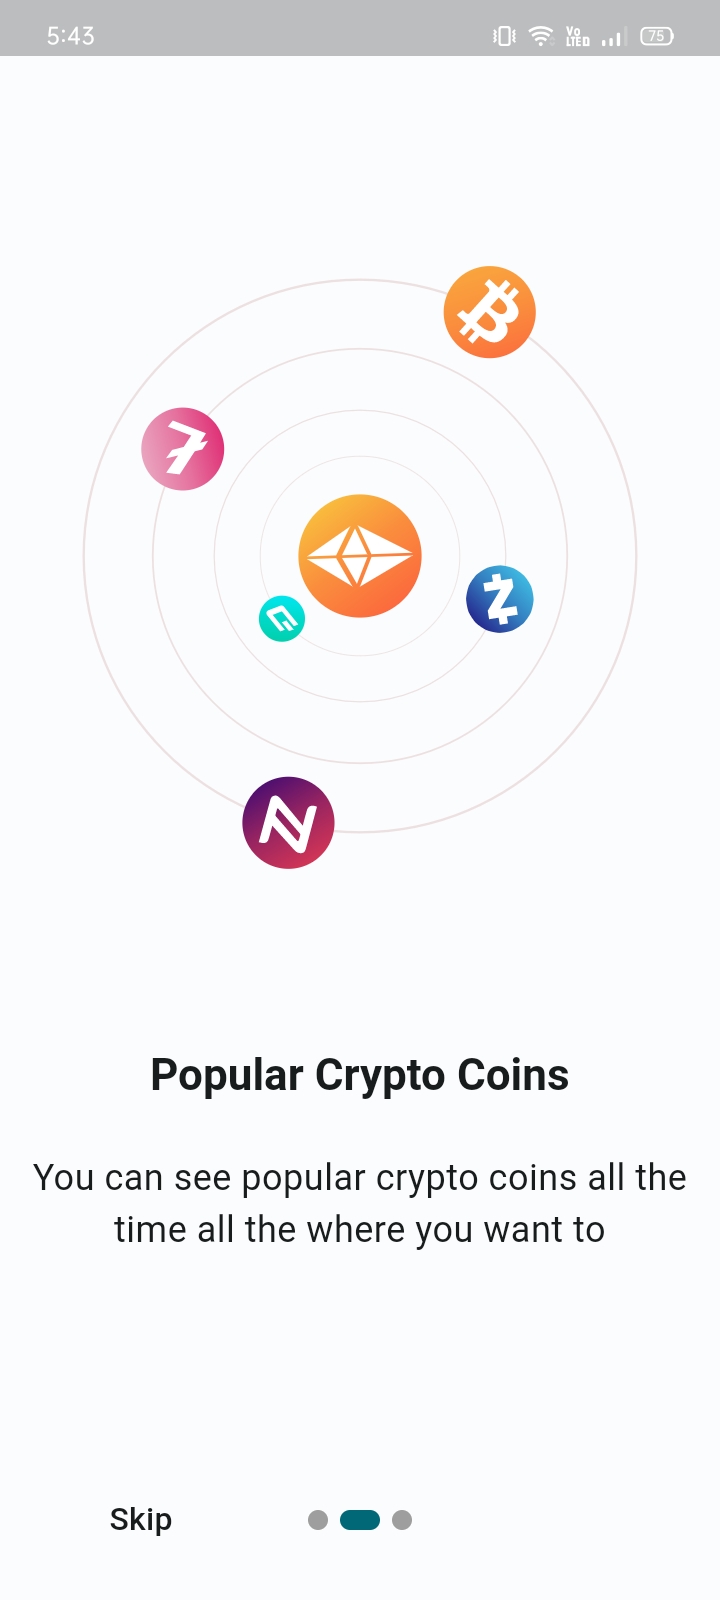 5:43
Vo
LTED
75
Popular Crypto Coins
You can see popular crypto coins all the
time all the where you want to
Skip